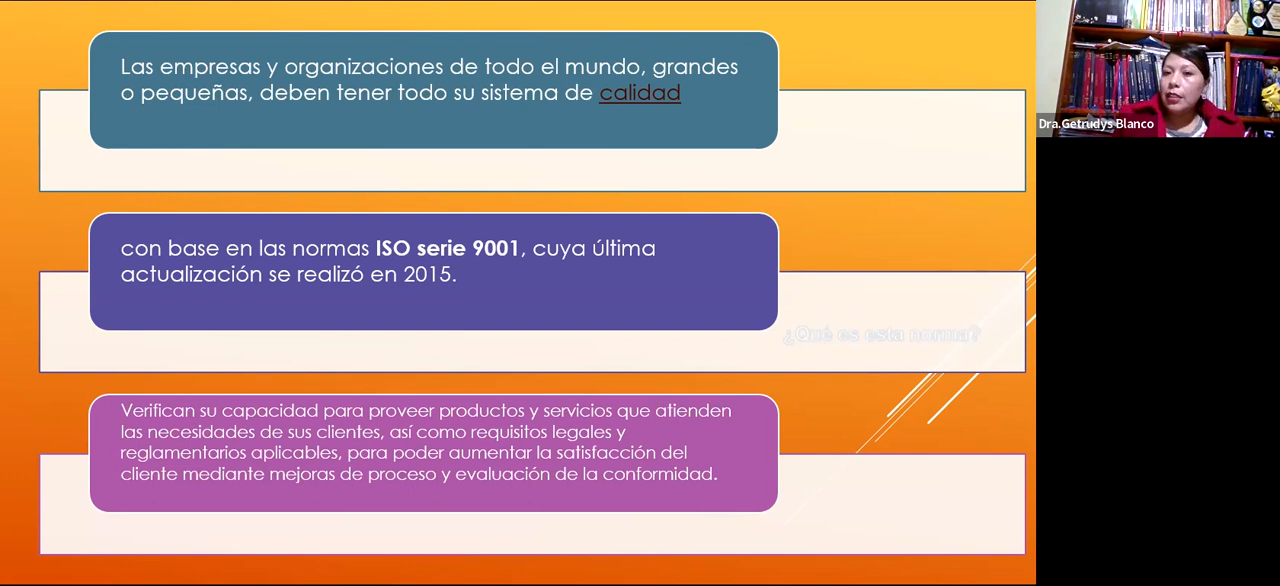 Las empresas y organizaciones de todo el mundo, grandes
o pequeñas, deben tener todo su sistema de calidad
con base en las normas ISO serie 9001, cuya última
actualización se realizó en 2015.
¿Qué es esta norma?
Verifican su capacidad para proveer productos y servicios que atienden
las necesidades de sus clientes, así como requisitos legales y
reglamentarios aplicables, para poder aumentar la satisfacción del
cliente mediante mejoras de proceso y evaluación de la conformidad.
Dra.Getrudys Blanco